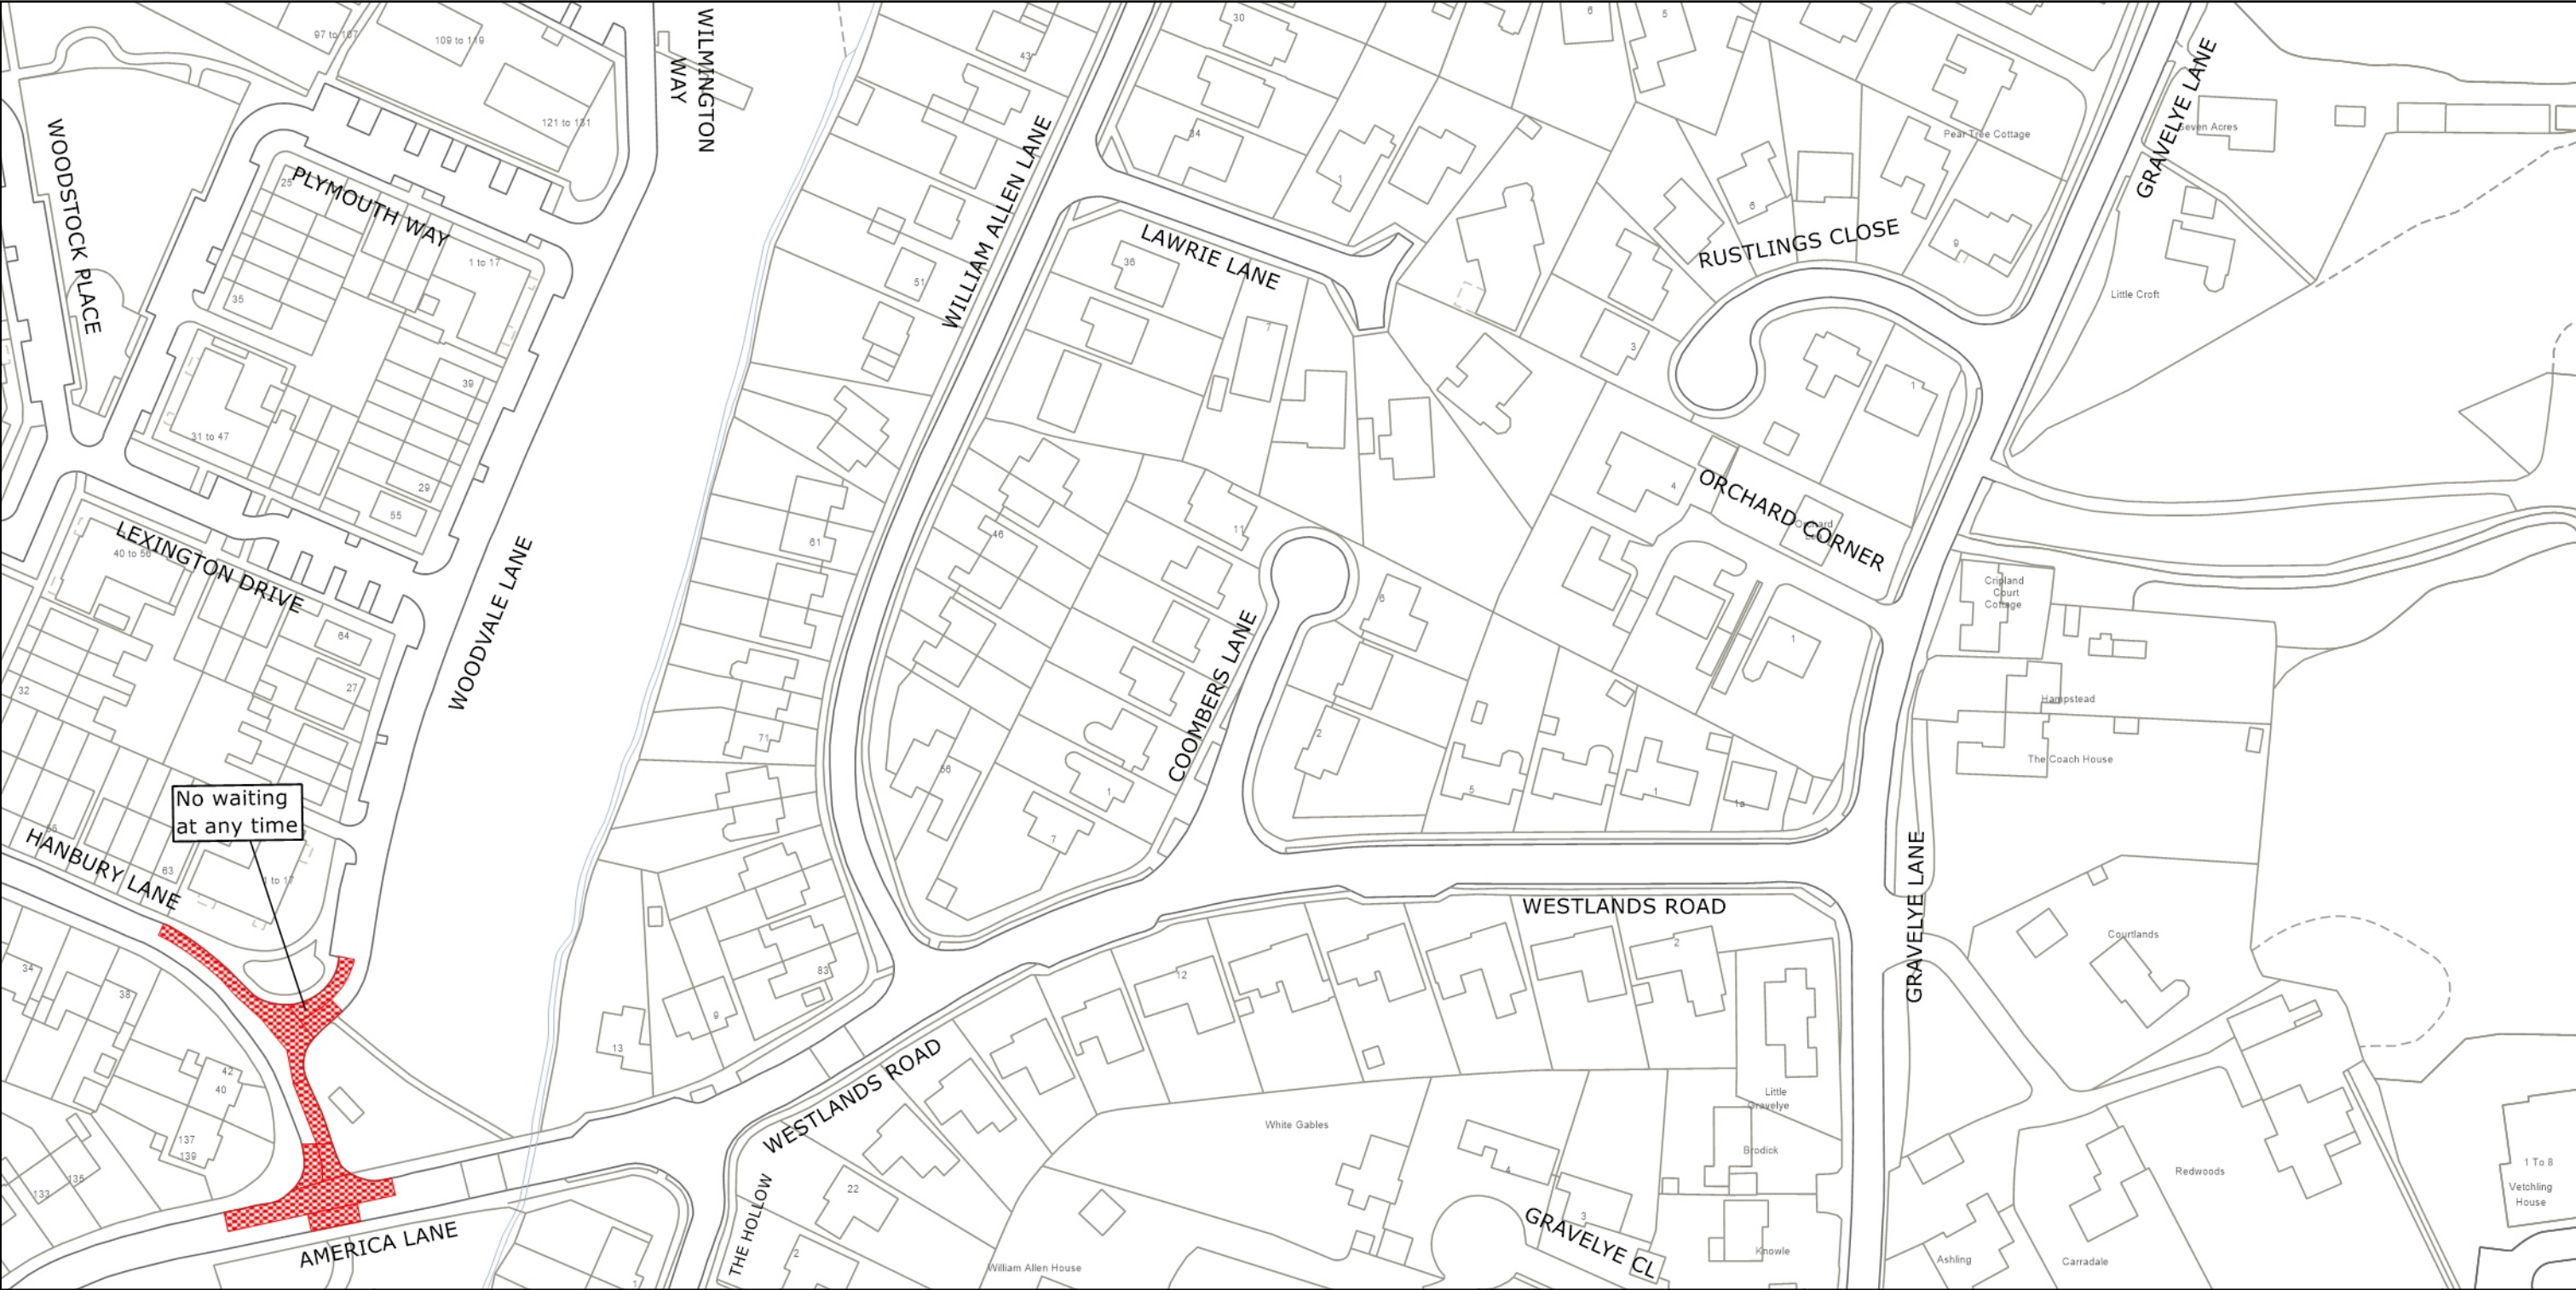 97 to 107
109 to 119
WILMINGTON
WAY
43
30
6
5
121 to 131
34
WOODSTOCK PLACE
WILLIAM ALLEN LANE
GRAVELYE LANE
Seven Acres
Pear Tree Cottage
25
PLYMOUTH WAY
1
6
1 to 17
LAWRIE LANE
RUSTLINGS CLOSE
9
36
51
35
Little Croft
7
3
39
1
31 to 47
29
55
4
ORCHARD CORNER
Orchard
LEXINGTON DRIVE
40 to 56
WOODVALE LANE
61
46
11
Cripland
Court
Cottage
6
64
27
32
COOMBERS LANE
1
Hampstead
71
2
The Coach House
56
1
5
1
1a
No waiting
at any time
HANBURY LANE
63
1 to 17
7
GRAVELYE LANE
WESTLANDS ROAD
34
38
83
12
2
Courtlands
9
13
42
40
WESTLANDS ROAD
Little
Gravelye
White Gables
137
139
135
133
Brodick
4
Redwoods
1 To 8
Vetchling
House
22
THE HOLLOW
3
GRAVELYE CL
AMERICA LANE
2
Knowle
Ashling
Carradale
William Allen House
1